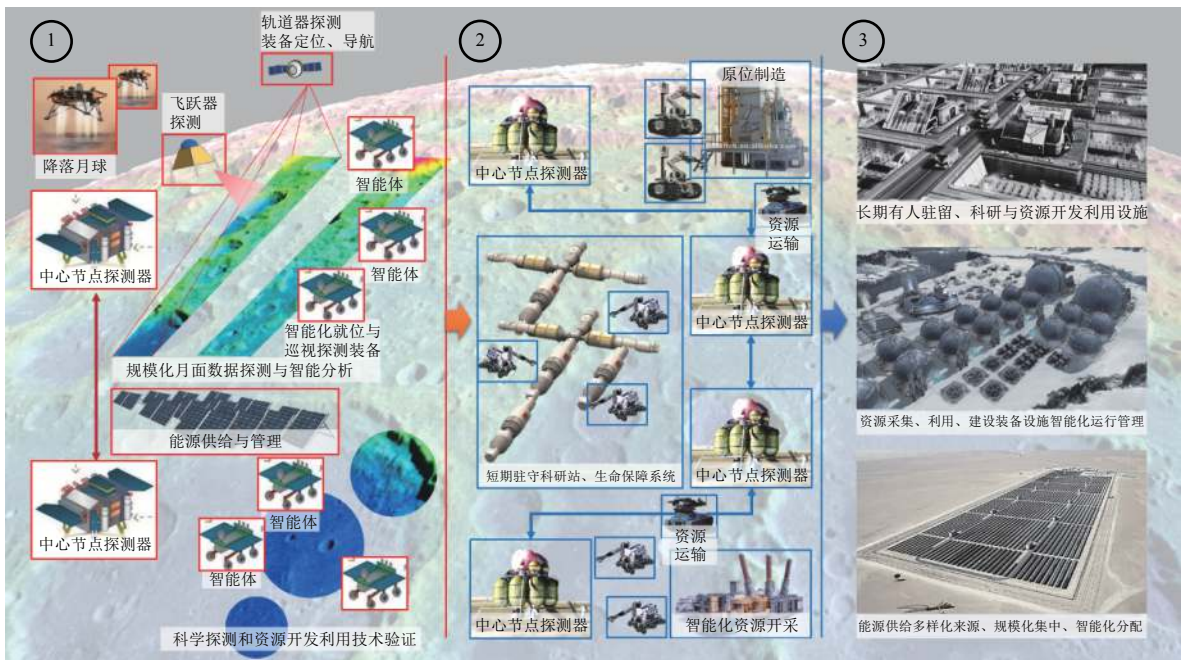 1
轨道器探测
装备定位、导航
飞跃器
探测
降落月球
智能体
中心节点探测器
智能体
智能化就位与
巡视探测装备
规模化月面数据探测与智能分析
能源供给与管理
中心节点探测器
智能体
智能体
科学探测和资源开发利用技术验证
2
原位制造
中心节点探测器
资源
运输
中心节点探测器
短期驻守科研站、生命保障系统
中心节点探测器
资源
运输
中心节点探测器
智能化资源开采
3
长期有人驻留、科研与资源开发利用设施
资源采集、利用、建设装备设施智能化运行管理
能源供给多样化来源、规模化集中、智能化分配